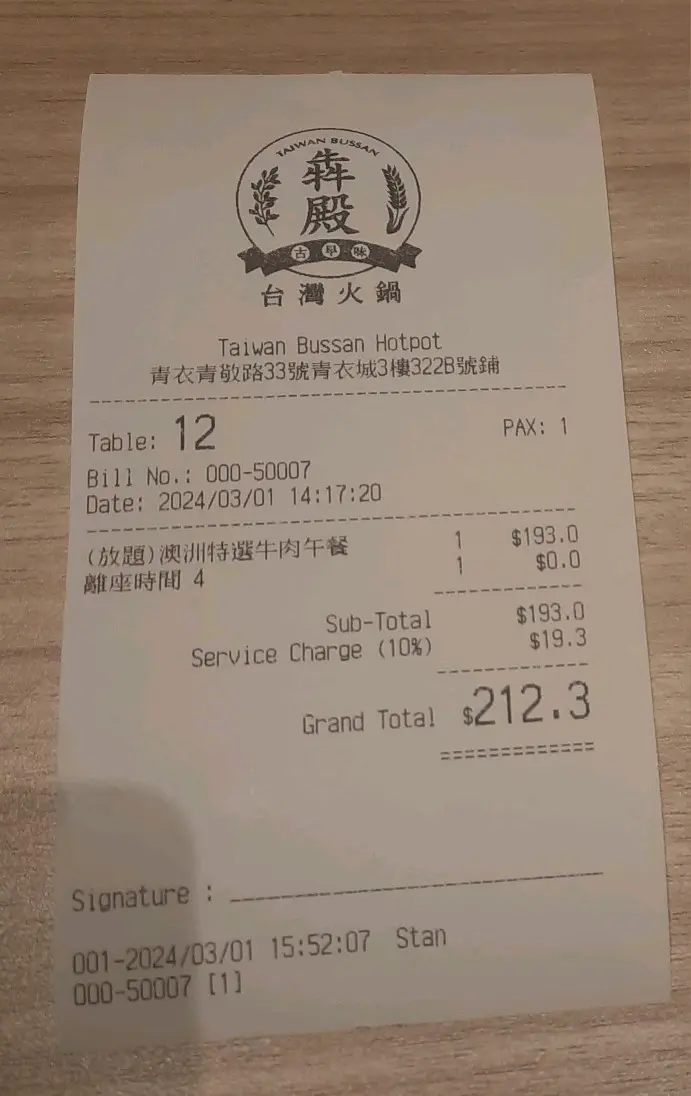 TAIWAN BUSSAN
犇殿
古早味
台灣火鍋
Taiwan Bussan Hotpot
青衣青敬路33號青衣城3樓322B號鋪
Table: 12 PAX: 1
Bill No.: 000-50007
Date: 2024/03/01 14:17:20
(放題)澳洲特選牛肉午餐 1 $193.0
離座時間 4 1 $0.0
Sub-Total $193.0
Service Charge (10%) $19.3
Grand Total $212.3
Signature :
001-2024/03/01 15:52:07 Stan
000-50007 [1]